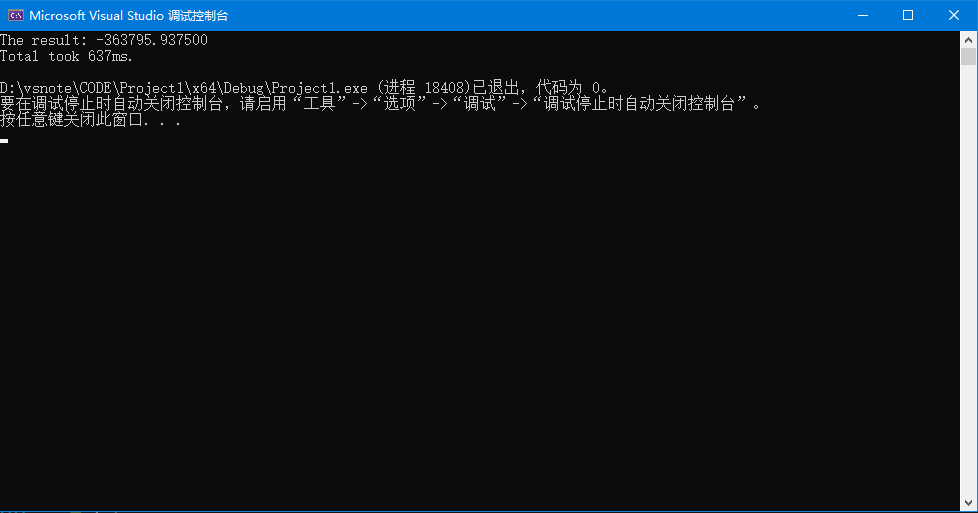 Microsoft Visual Studio 调试控制台
The result: -363795.937500
Total took 637ms.
D:\vsnote\CODE\Project1\x64\Debug\Project1.exe (进程 18408)已退出，代码为 0。
要在调试停止时自动关闭控制台，请启用“工具”->“选项”->“调试”->“调试停止时自动关闭控制台”。
按任意键关闭此窗口. . .